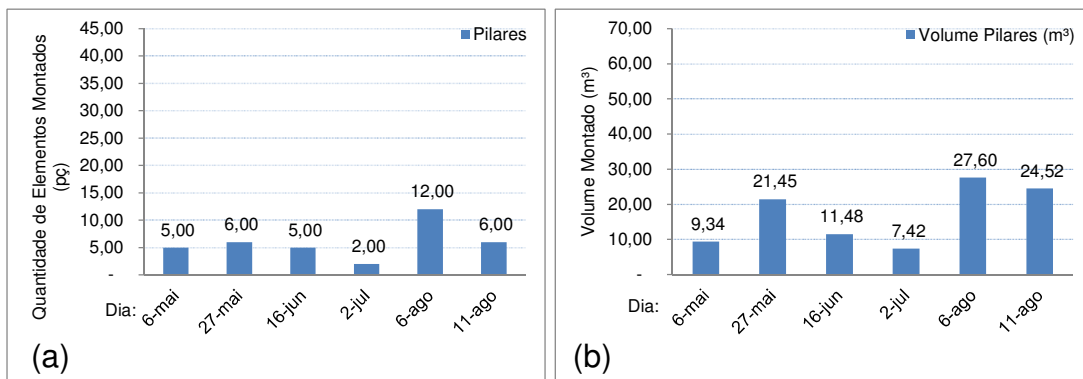 45,00
40,00
35,00
30,00
25,00
20,00
15,00
10,00
5,00
-
Quantidade de Elementos Montados
(pç)
Pilares
5,00
6,00
5,00
2,00
12,00
6,00
Dia:
6-mai
27-mai
16-jun
2-jul
6-ago
11-ago
(a)
70,00
60,00
50,00
40,00
30,00
20,00
10,00
-
Volume Montado (m³)
Volume Pilares (m³)
9,34
21,45
11,48
7,42
27,60
24,52
Dia:
6-mai
27-mai
16-jun
2-jul
6-ago
11-ago
(b)